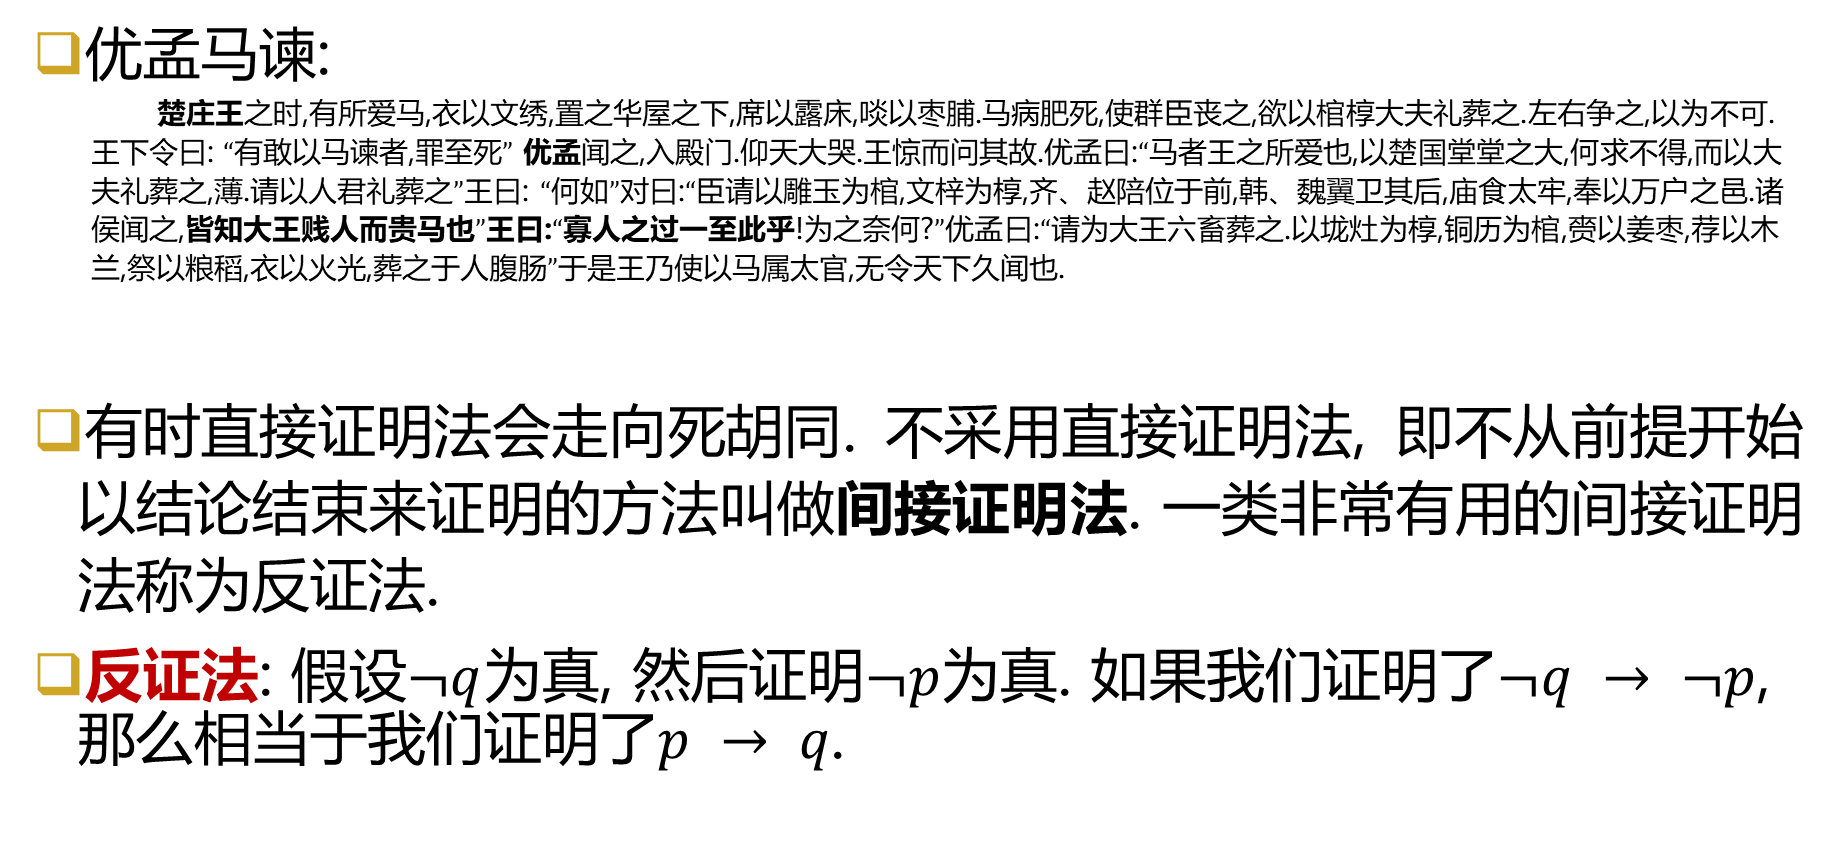 优孟马谏:
楚庄王之时,有所爱马,衣以文绣,置之华屋之下,席以露床,啖以枣脯.马病肥死,使群臣丧之,欲以棺椁大夫礼葬之.左右争之,以为不可.
王下令曰: “有敢以马谏者,罪至死” 优孟闻之,入殿门.仰天大哭.王惊而问其故.优孟曰:“马者王之所爱也,以楚国堂堂之大,何求不得,而以大
夫礼葬之,薄.请以人君礼葬之”王曰: “何如”对曰:“臣请以雕玉为棺,文梓为椁,齐、赵陪位于前,韩、魏翼卫其后,庙食太牢,奉以万户之邑.诸
侯闻之,皆知大王贱人而贵马也”王曰:“寡人之过一至此乎!为之奈何?”优孟曰:“请为大王六畜葬之.以垅灶为椁,铜历为棺,赍以姜枣,荐以木
兰,祭以粮稻,衣以火光,葬之于人腹肠”于是王乃使以马属太官,无令天下久闻也.
有时直接证明法会走向死胡同. 不采用直接证明法, 即不从前提开始
以结论结束来证明的方法叫做间接证明法. 一类非常有用的间接证明
法称为反证法.
反证法: 假设¬q为真, 然后证明¬p为真. 如果我们证明了¬q → ¬p,
那么相当于我们证明了p → q.